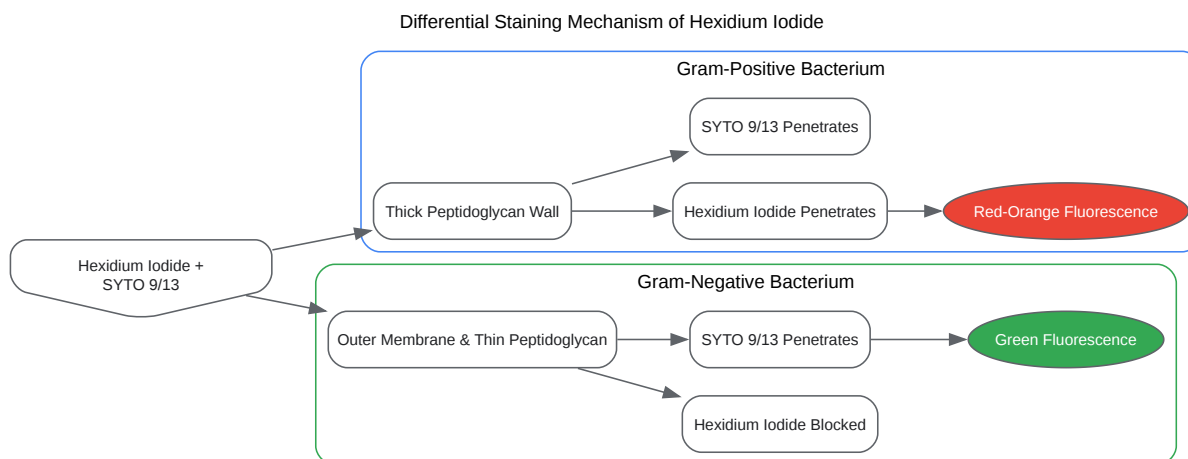 Differential Staining Mechanism of Hexidium Iodide
Gram-Positive Bacterium
SYTO 9/13 Penetrates
Thick Peptidoglycan Wall
Hexidium Iodide Penetrates
Red-Orange Fluorescence
Hexidium Iodide +
SYTO 9/13
Gram-Negative Bacterium
Outer Membrane & Thin Peptidoglycan
SYTO 9/13 Penetrates
Green Fluorescence
Hexidium Iodide Blocked